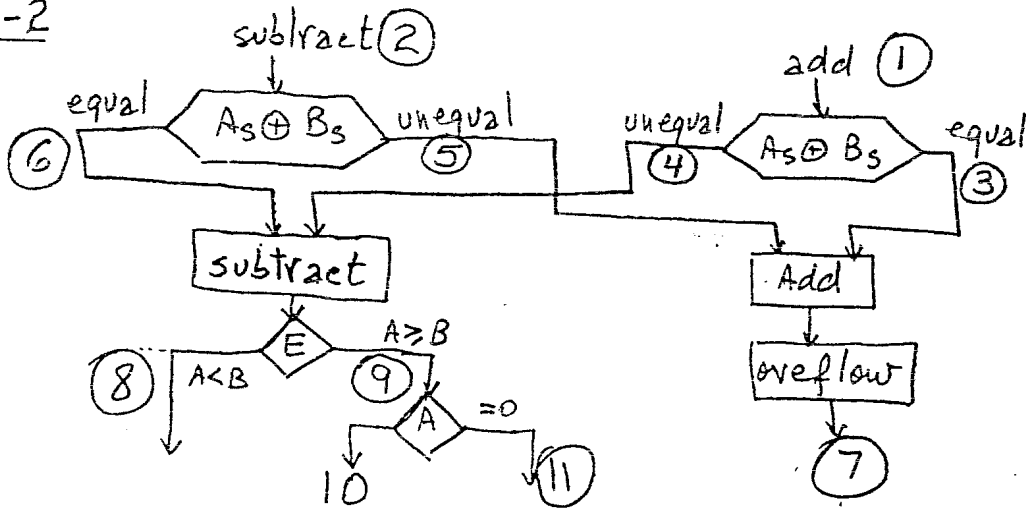 -2
subtract ②
add ①
equal
As ⊕ Bs
unequal
unequal
As ⊕ Bs
equal
⑥
⑤
④
③
subtract
Add
E
A≥B
oveflow
⑧
A<B
⑨
A
=0
10
⑪
⑦